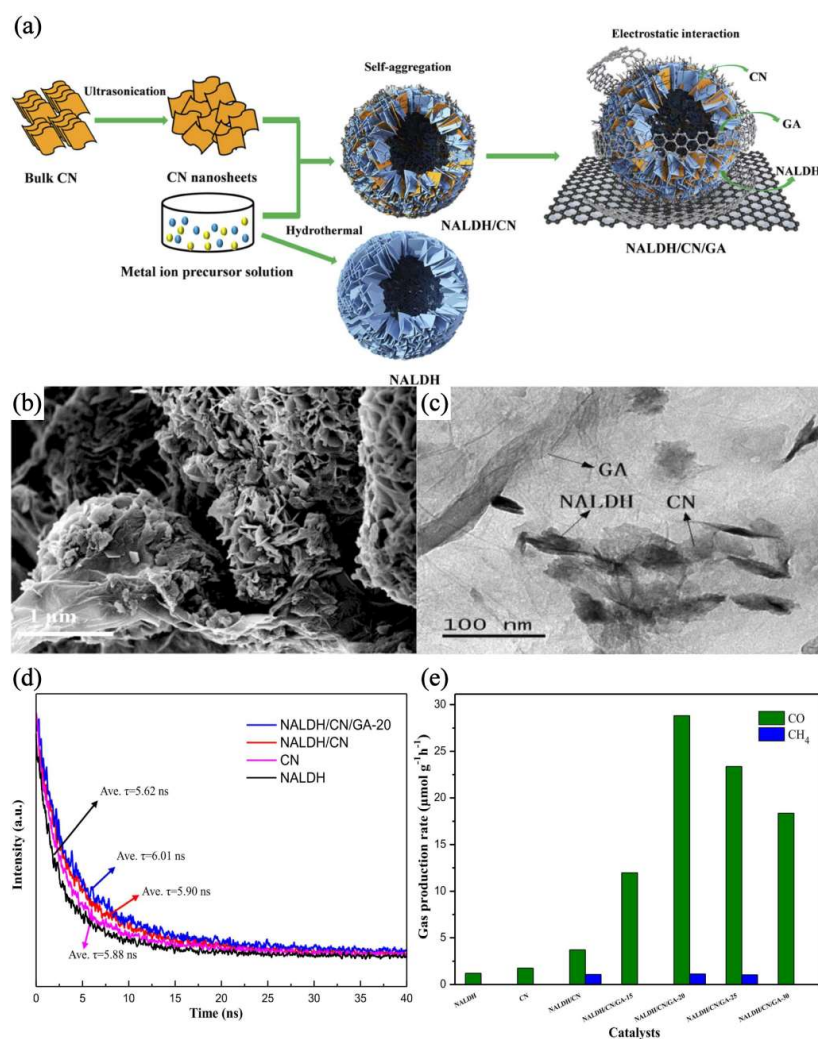 (a)
Ultrasonication
Bulk CN
CN nanosheets
Metal ion precursor solution
Hydrothermal
Self-aggregation
NALDH/CN
NALDH
Electrostatic interaction
CN
GA
NALDH
NALDH/CN/GA
(b)
1 μm
(c)
GA
NALDH
CN
100 nm
(d)
NALDH/CN/GA-20
NALDH/CN
CN
NALDH
Ave. τ=5.62 ns
Ave. τ=6.01 ns
Ave. τ=5.90 ns
Ave. τ=5.88 ns
Intensity (a.u.)
0 5 10 15 20 25 30 35 40
Time (ns)
(e)
CO
CH₄
Gas production rate (μmol g⁻¹h⁻¹)
30
25
20
15
10
5
0
NALDH
CN
NALDH/CN
NALDH/CN/GA-15
NALDH/CN/GA-20
NALDH/CN/GA-25
NALDH/CN/GA-30
Catalysts